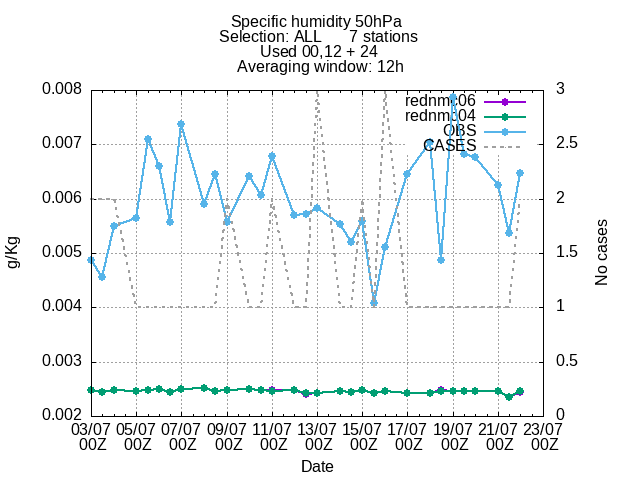 Specific humidity 50hPa
Selection: ALL      7 stations
Used 00,12 + 24
Averaging window: 12h
rednmc06
rednmc04
OBS
CASES
g/Kg
0.008
0.007
0.006
0.005
0.004
0.003
0.002
3
2.5
2
1.5
1
0.5
0
No cases
03/07 05/07 07/07 09/07 11/07 13/07 15/07 17/07 19/07 21/07 23/07
00Z 00Z 00Z 00Z 00Z 00Z 00Z 00Z 00Z 00Z 00Z
Date